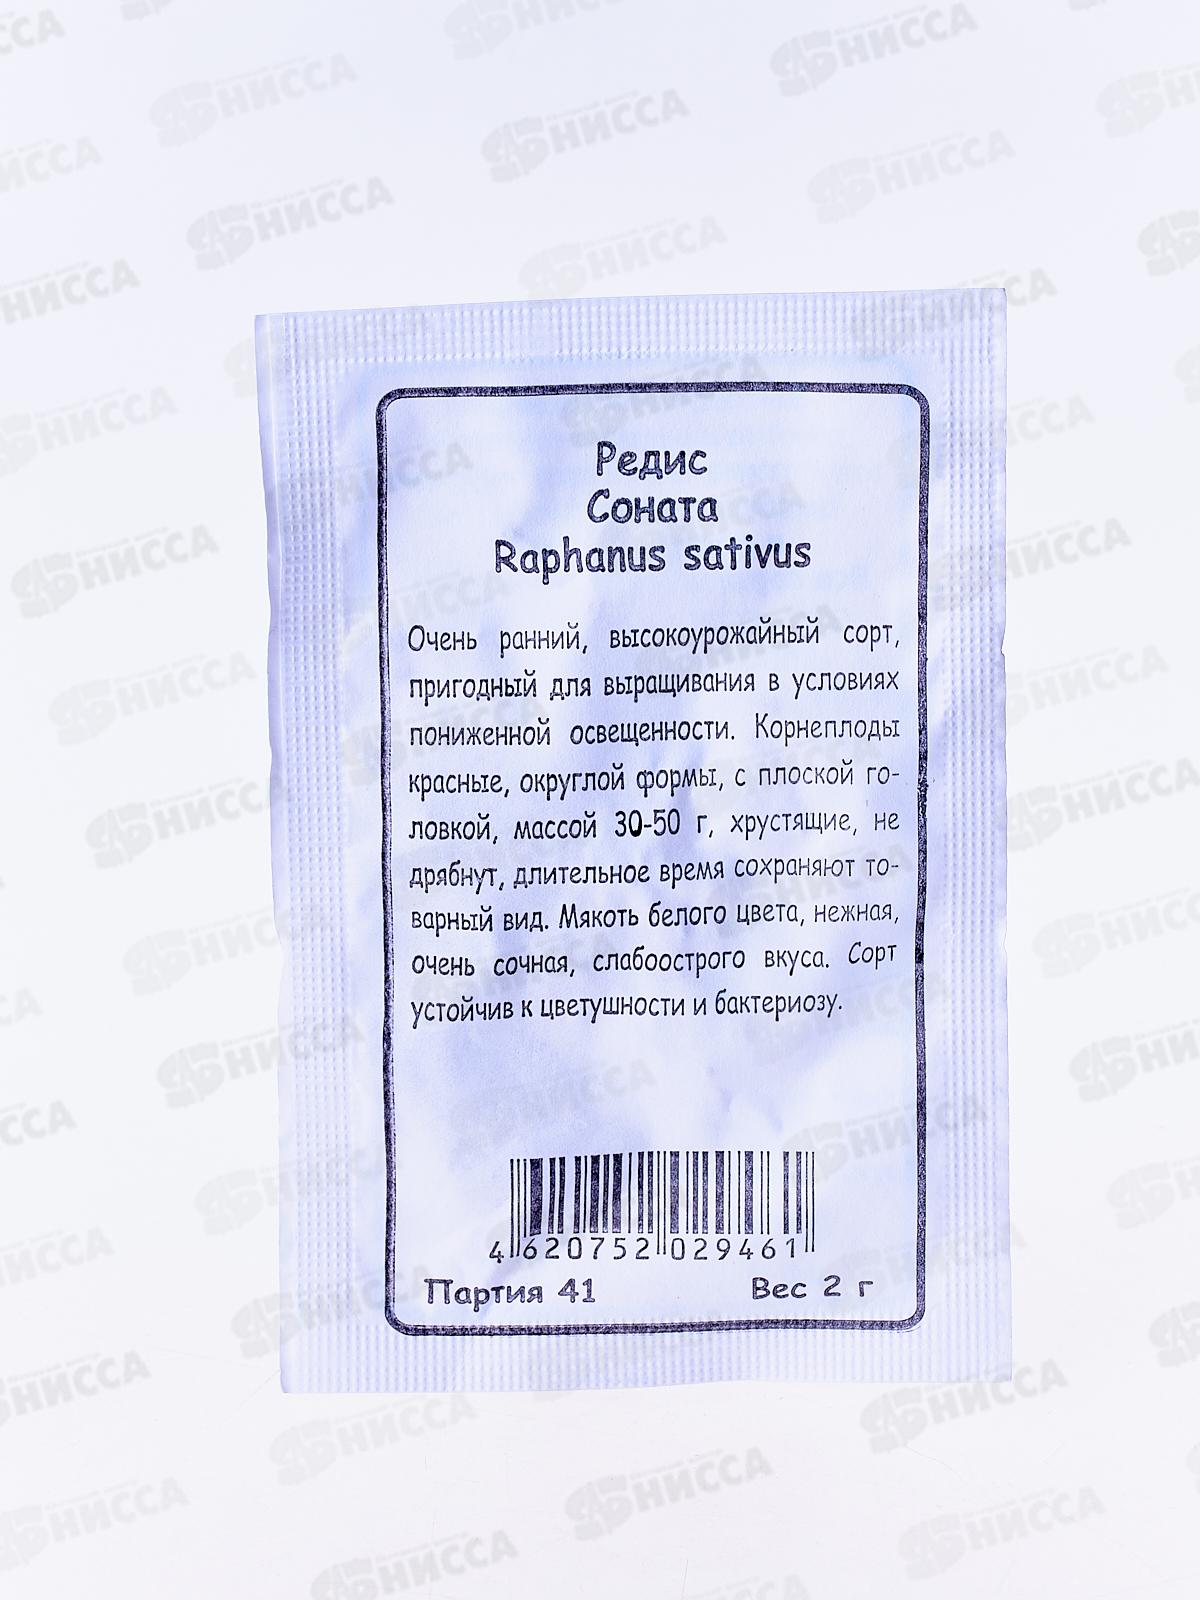 Редис
Соната
Raphanus sativus
Очень ранний, высокоурожайный сорт,
пригодный для выращивания в условиях
пониженной освещенности. Корнеплоды
красные, округлой формы, с плоской го-
ловкой, массой 30-50 г, хрустящие, не
дрябнут, длительное время сохраняют то-
варный вид. Мякоть белого цвета, нежная,
очень сочная, слабоострого вкуса. Сорт
устойчив к цветушности и бактериозу.
4 620752 029461
Партия 41 Вес 2 г